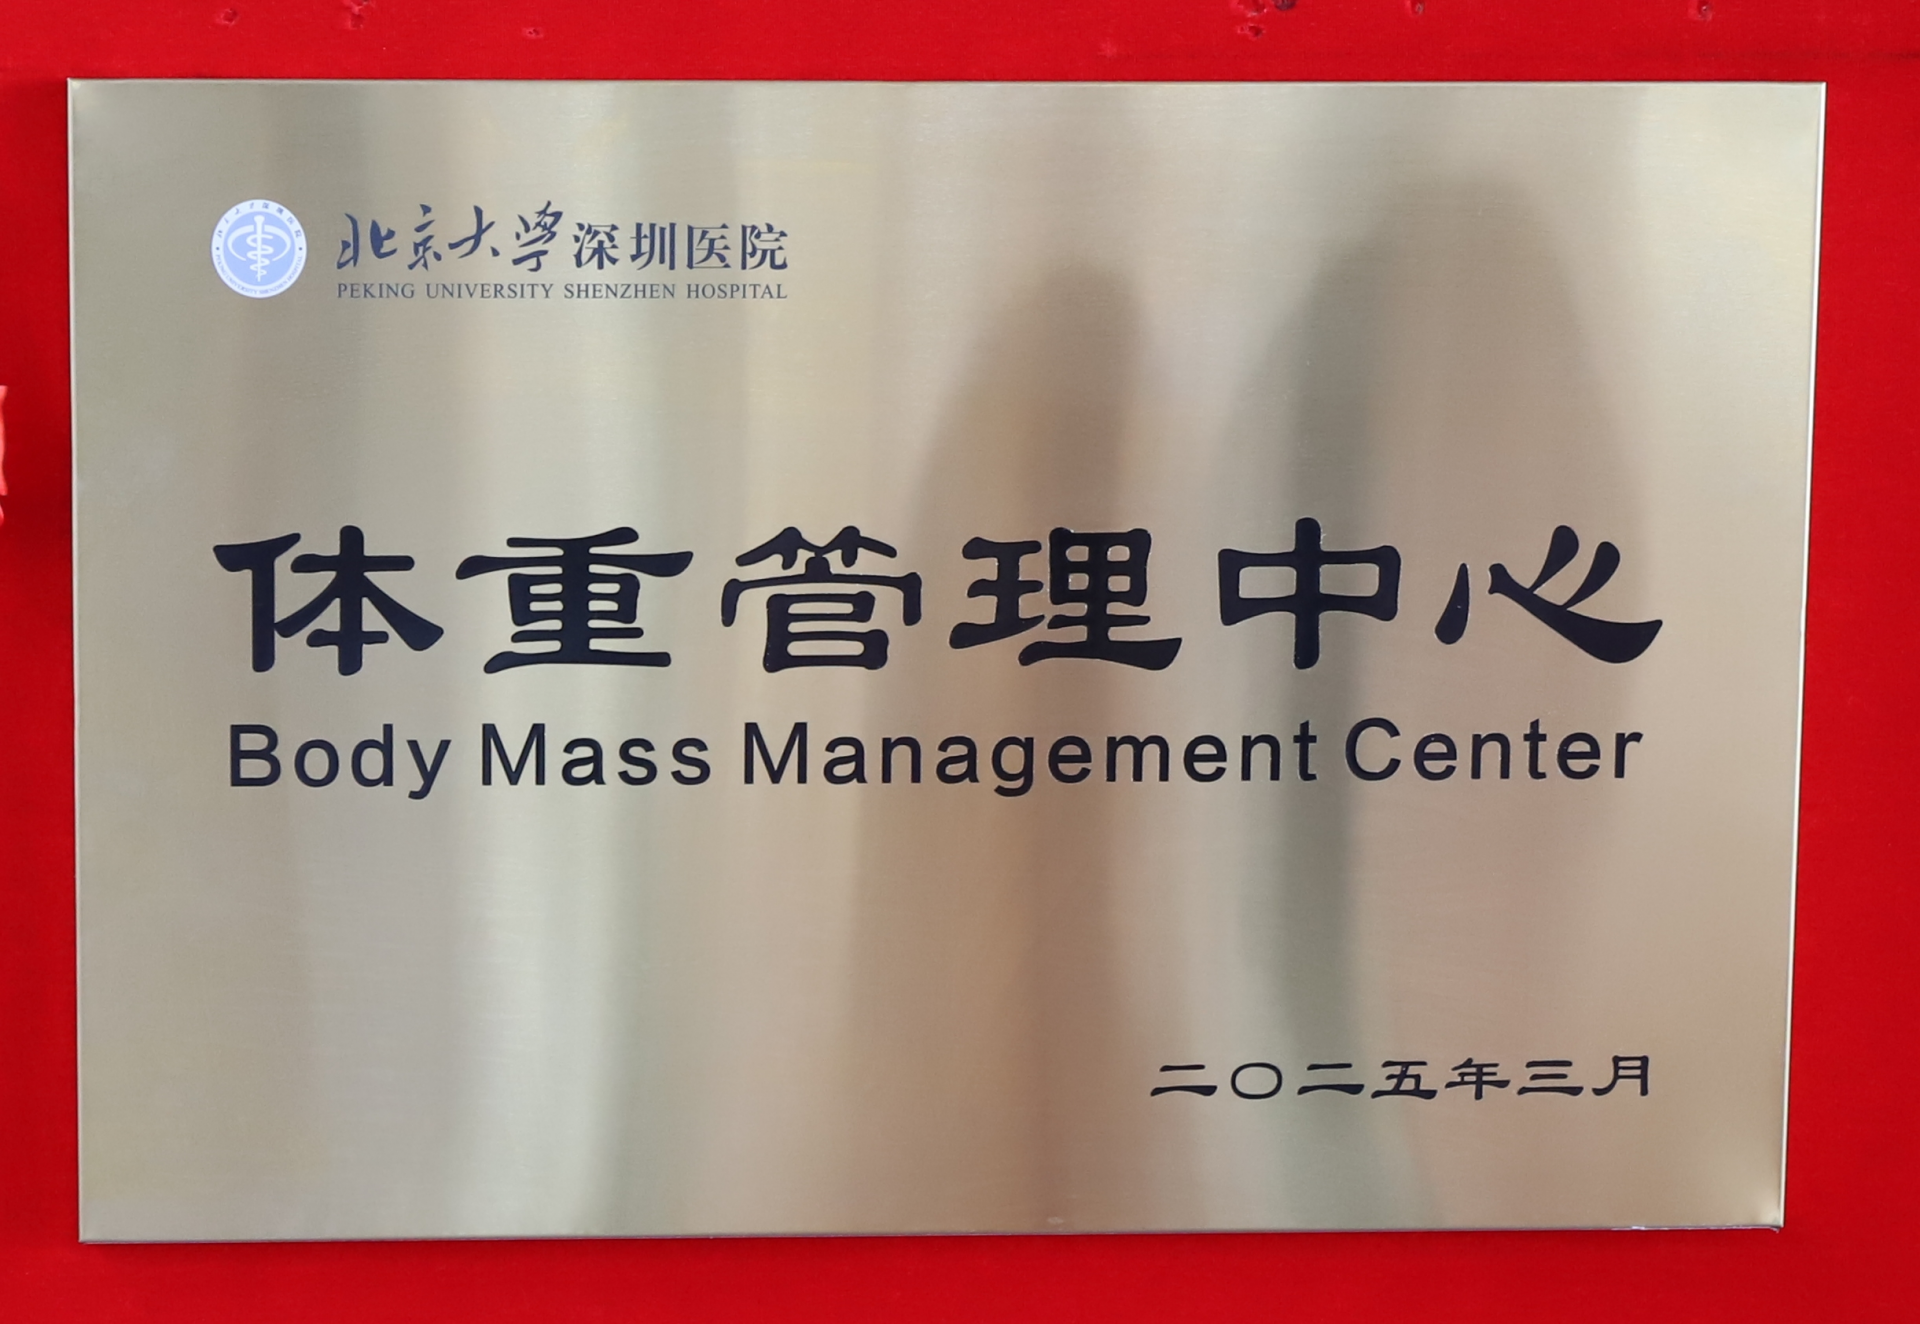 北京大学深圳医院
PEKING UNIVERSITY SHENZHEN HOSPITAL
体重管理中心
Body Mass Management Center
二〇二五年三月